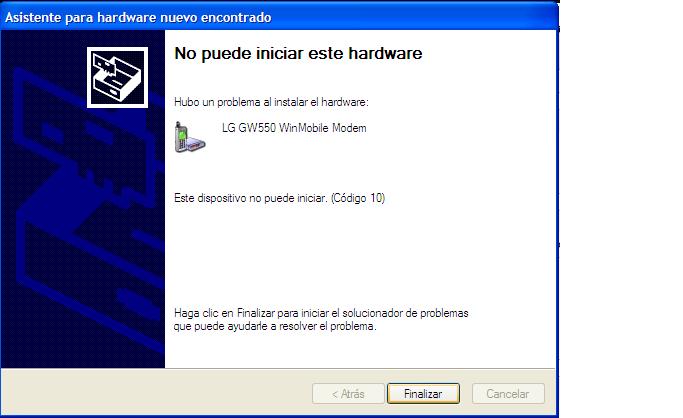 Asistente para hardware nuevo encontrado
No puede iniciar este hardware
Hubo un problema al instalar el hardware:
LG GW550 WinMobile Modem
Este dispositivo no puede iniciar. (Código 10)
Haga clic en Finalizar para iniciar el solucionador de problemas
que puede ayudarle a resolver el problema.
< Atrás
Finalizar
Cancelar